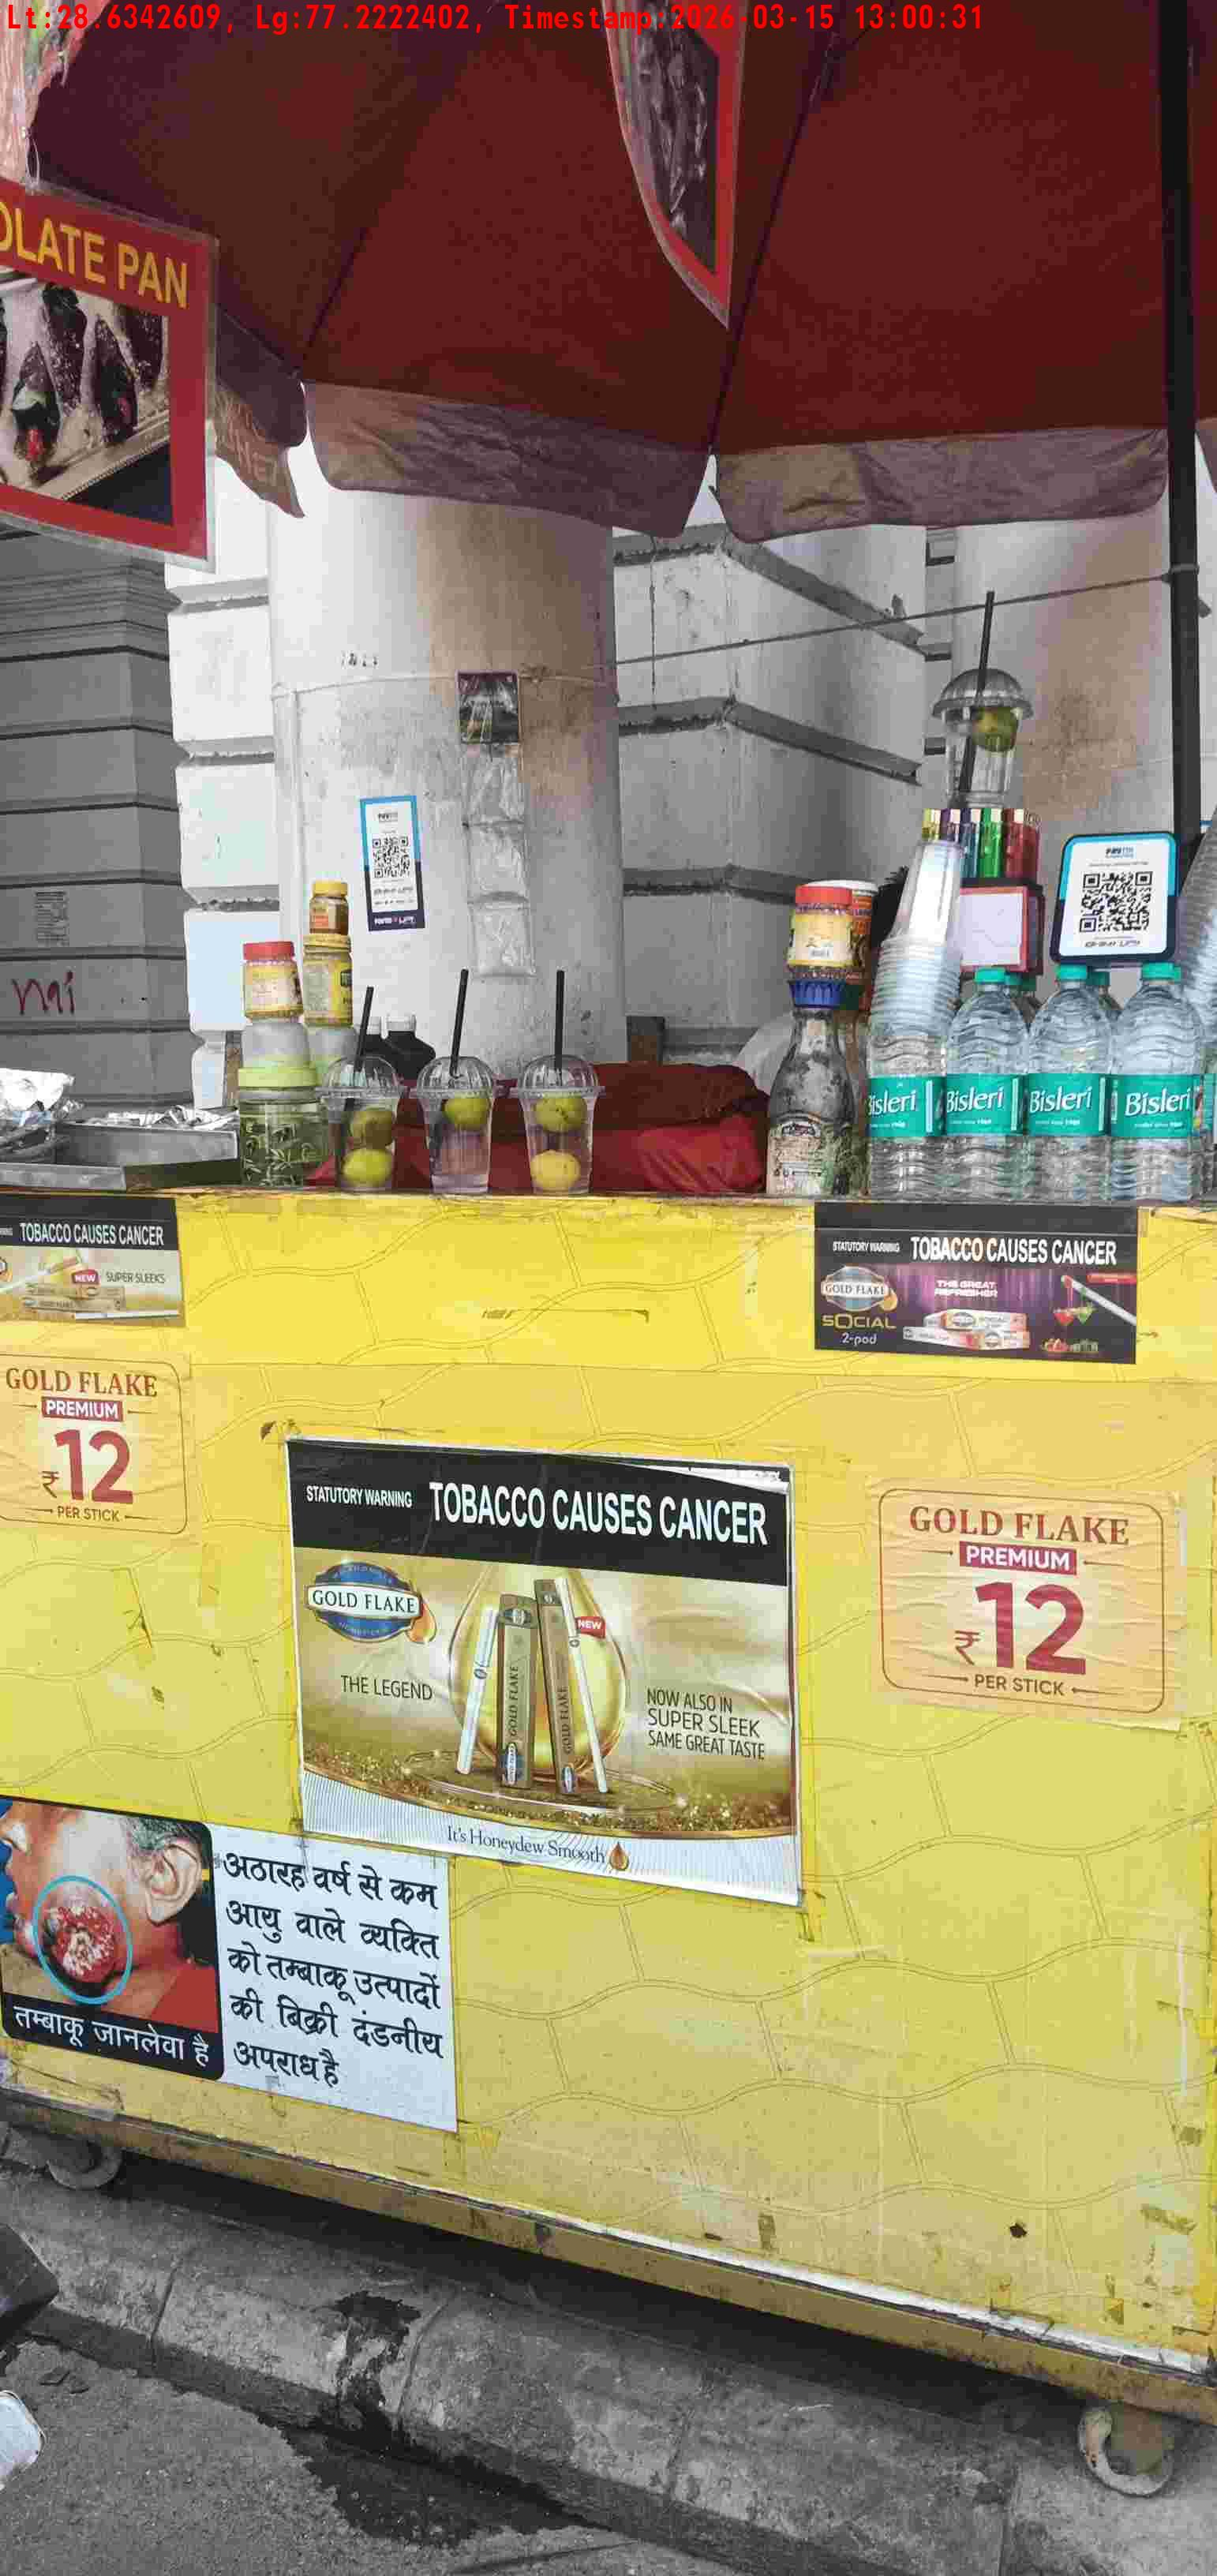 Lt:28.6342609, Lg:77.2222402, Timestamp:2026-03-15 13:00:31
OLATE PAN
Bisleri
Bisleri
Bisleri
Bisleri
TOBACCO CAUSES CANCER
NEW SUPER SLEEKS
STATUTORY WARNING TOBACCO CAUSES CANCER
GOLD FLAKE
THE GREAT
REFRESHER
SOCIAL
2-pod
GOLD FLAKE
PREMIUM
₹12
PER STICK
STATUTORY WARNING TOBACCO CAUSES CANCER
GOLD FLAKE
NEW
THE LEGEND
GOLD FLAKE
GOLD FLAKE
NOW ALSO IN
SUPER SLEEK
SAME GREAT TASTE
It's Honeydew Smooth
GOLD FLAKE
PREMIUM
₹12
PER STICK
तम्बाकू जानलेवा है
अठारह वर्ष से कम
आयु वाले व्यक्ति
को तम्बाकू उत्पादों
की बिक्री दंडनीय
अपराध है